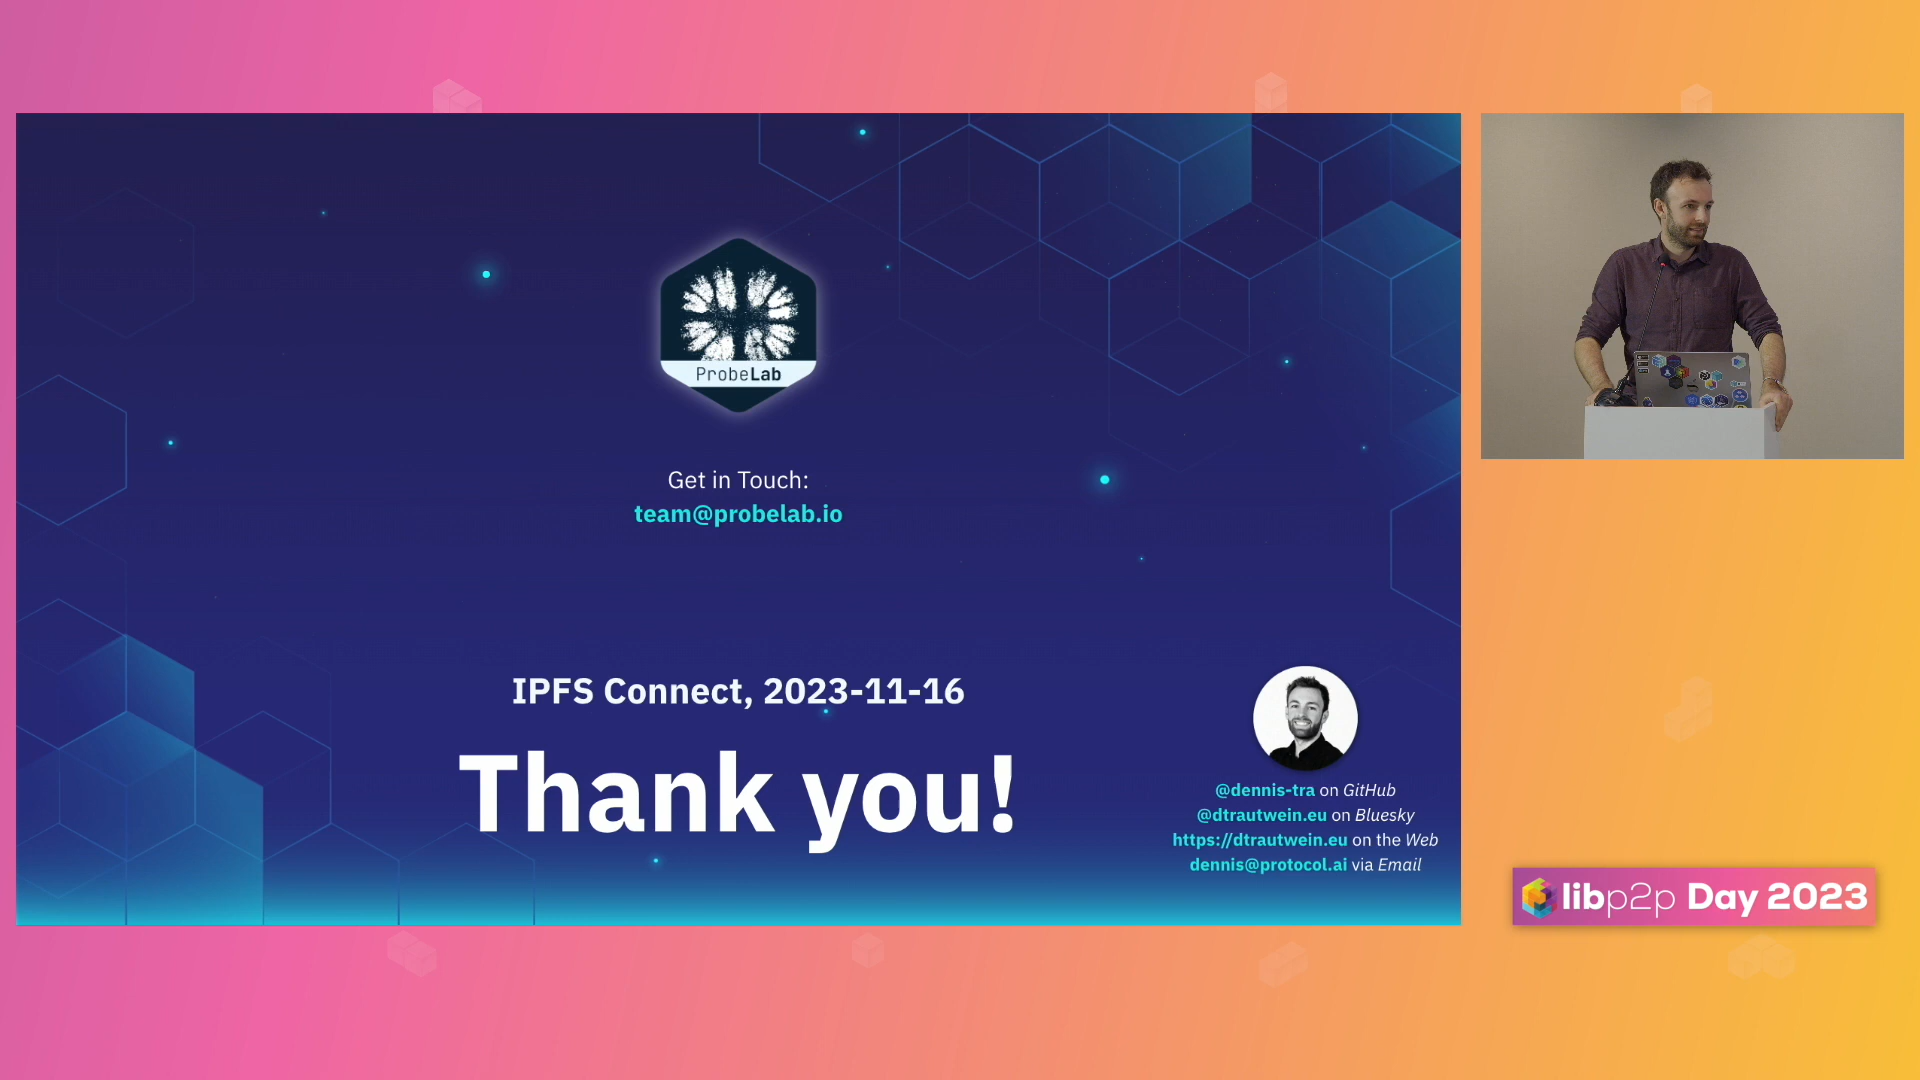 ProbeLab
Get in Touch:
team@probelab.io
IPFS Connect, 2023-11-16
Thank you!
@dennis-tra on GitHub
@dtrautwein.eu on Bluesky
https://dtrautwein.eu on the Web
dennis@protocol.ai via Email
libp2p Day 2023